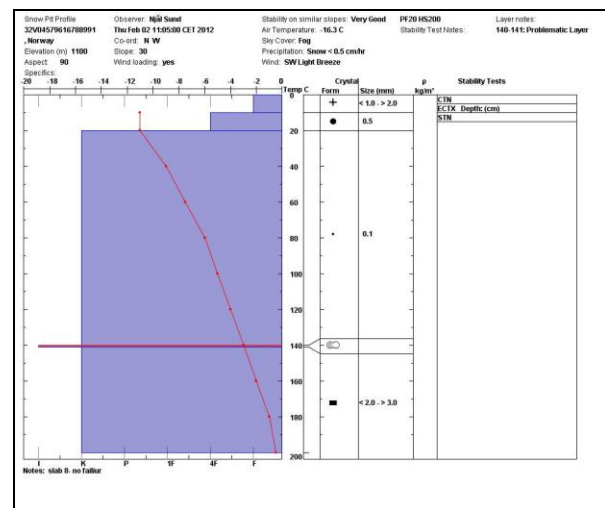 Snow Pit Profile Observer: Njål Sund Stability on similar slopes: Very Good PF20 HS200 Layer notes:
32V04579616788991 Thu Feb 02 11:05:00 CET 2012 Air Temperature: -16.3 C Stability Test Notes: 140-141: Problematic Layer
, Norway Co-ord: N W Sky Cover: Fog
Elevation (m) 1100 Slope: 30 Precipitation: Snow < 0.5 cm/hr
Aspect 90 Wind loading: yes Wind: SW Light Breeze
Specifics:
-20 -18 -16 -14 -12 -10 -8 -6 -4 -2 0 Temp C Crystal Form Size (mm) ρ kg/m³ Stability Tests
0
+ < 1.0 - > 2.0 CTN
ECTX Depth: (cm)
0.5 STN
20
40
60
80 0.1
100
120
140
160
< 2.0 - > 3.0
180
200
I K P 1F 4F F
Notes: slab 8- no failiur